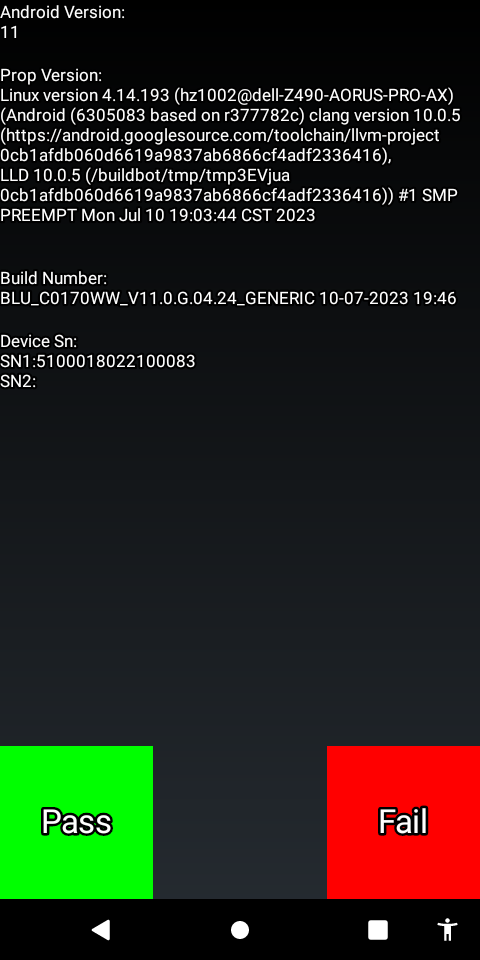 Android Version:
11
Prop Version:
Linux version 4.14.193 (hz1002@dell-Z490-AORUS-PRO-AX)
(Android (6305083 based on r377782c) clang version 10.0.5
(https://android.googlesource.com/toolchain/llvm-project
0cb1afdb060d6619a9837ab6866cf4adf2336416),
LLD 10.0.5 (/buildbot/tmp/tmp3EVjua
0cb1afdb060d6619a9837ab6866cf4adf2336416)) #1 SMP
PREEMPT Mon Jul 10 19:03:44 CST 2023
Build Number:
BLU_C0170WW_V11.0.G.04.24_GENERIC 10-07-2023 19:46
Device Sn:
SN1:5100018022100083
SN2:
Pass
Fail